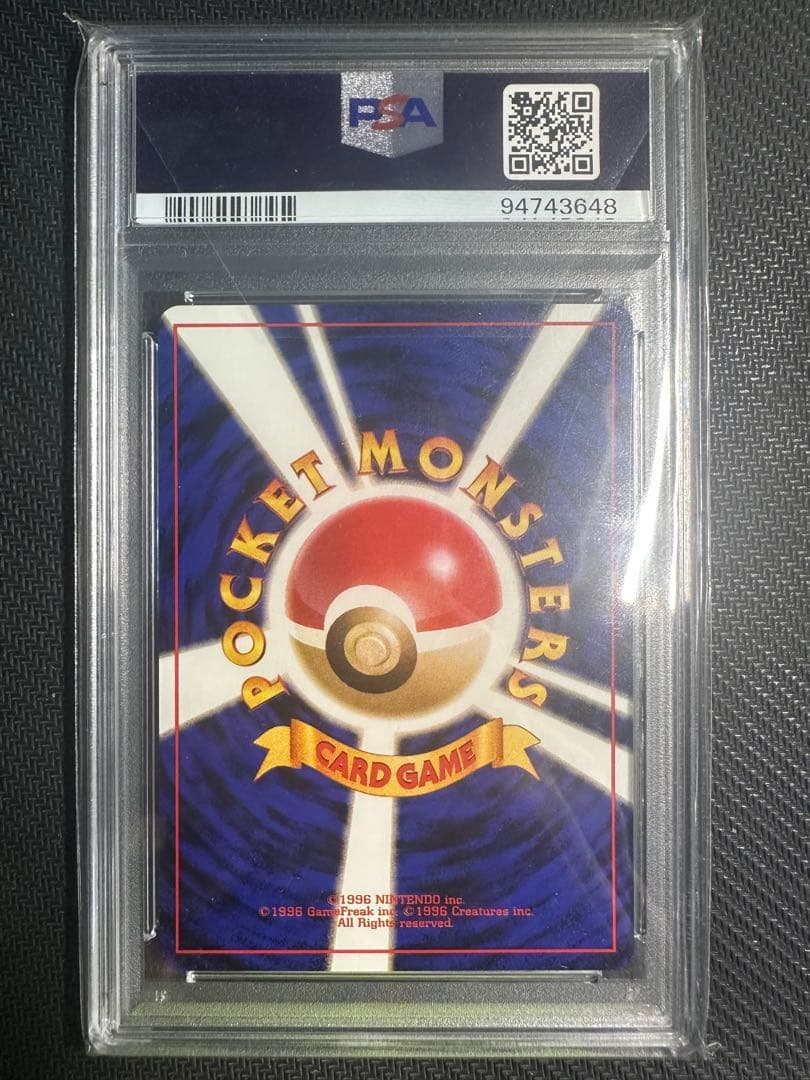 PSA
94743648
POCKET MONSTERS
CARD GAME
©1996 NINTENDO inc.
©1996 GameFreak inc. ©1996 Creatures inc.
All Rights reserved.